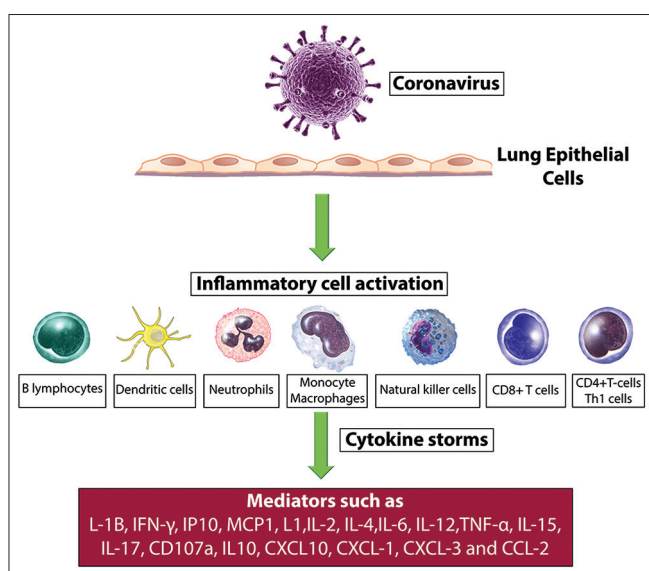 Coronavirus
Lung Epithelial
Cells
Inflammatory cell activation
B lymphocytes
Dendritic cells
Neutrophils
Monocyte
Macrophages
Natural killer cells
CD8+ T cells
CD4+T-cells
Th1 cells
Cytokine storms
Mediators such as
L-1B, IFN-γ, IP10, MCP1, L1,IL-2, IL-4,IL-6, IL-12,TNF-α, IL-15,
IL-17, CD107a, IL10, CXCL10, CXCL-1, CXCL-3 and CCL-2